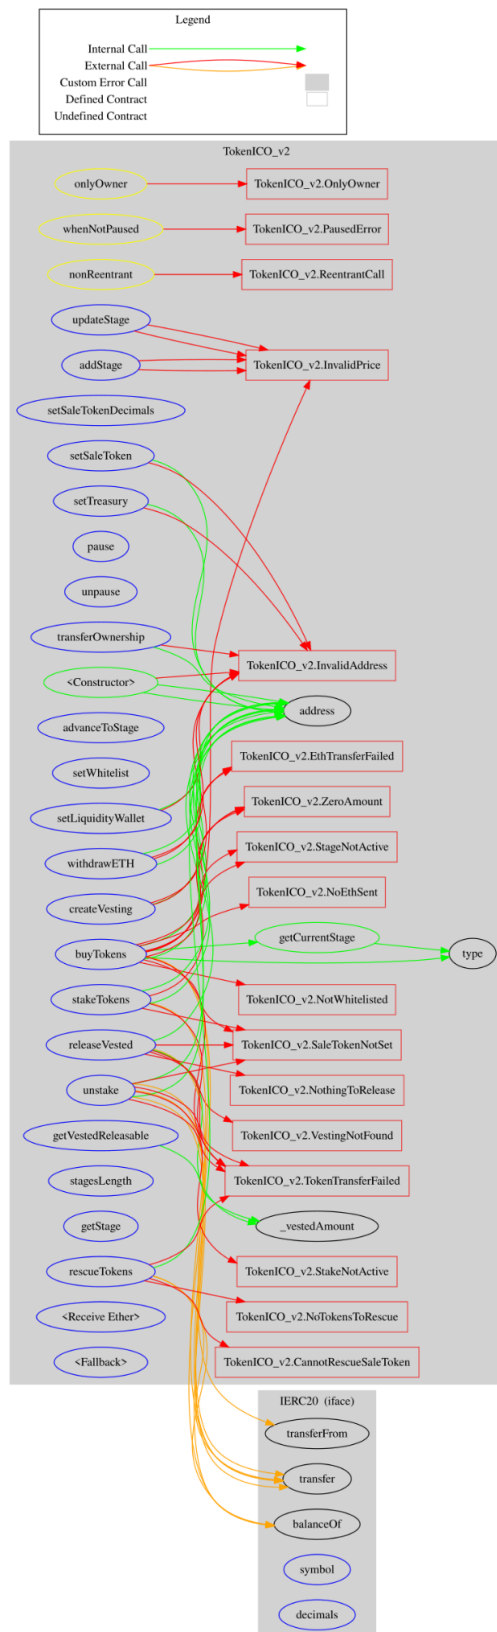 Legend
Internal Call
External Call
Custom Error Call
Defined Contract
Undefined Contract
TokenICO_v2
onlyOwner
TokenICO_v2.OnlyOwner
whenNotPaused
TokenICO_v2.PausedError
nonReentrant
TokenICO_v2.ReentrantCall
updateStage
addStage
TokenICO_v2.InvalidPrice
setSaleTokenDecimals
setSaleToken
setTreasury
pause
unpause
transferOwnership
TokenICO_v2.InvalidAddress
<Constructor>
address
advanceToStage
TokenICO_v2.EthTransferFailed
setWhitelist
TokenICO_v2.ZeroAmount
setLiquidityWallet
TokenICO_v2.StageNotActive
withdrawETH
TokenICO_v2.NoEthSent
createVesting
getCurrentStage
buyTokens
type
stakeTokens
TokenICO_v2.NotWhitelisted
releaseVested
TokenICO_v2.SaleTokenNotSet
unstake
TokenICO_v2.NothingToRelease
getVestedReleasable
TokenICO_v2.VestingNotFound
stagesLength
TokenICO_v2.TokenTransferFailed
getStage
_vestedAmount
rescueTokens
TokenICO_v2.StakeNotActive
<Receive Ether>
TokenICO_v2.NoTokensToRescue
<Fallback>
TokenICO_v2.CannotRescueSaleToken
IERC20 (iface)
transferFrom
transfer
balanceOf
symbol
decimals